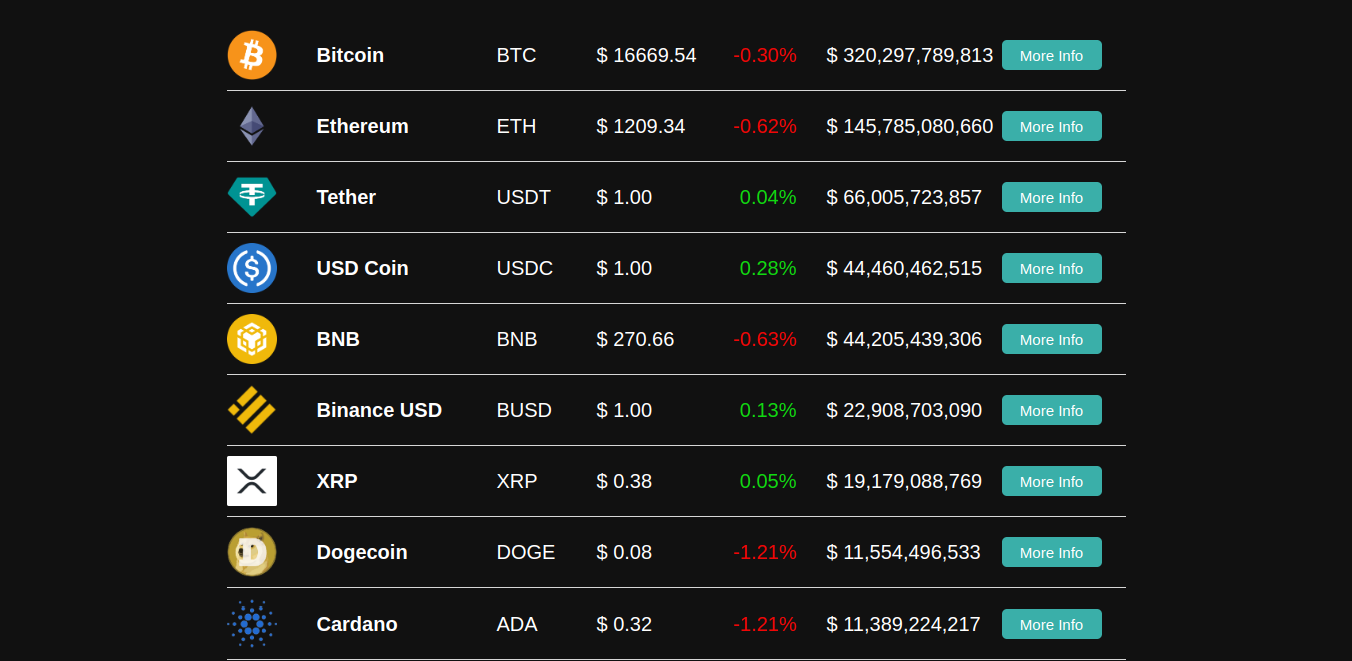 Bitcoin BTC $ 16669.54 -0.30% $ 320,297,789,813 More Info
Ethereum ETH $ 1209.34 -0.62% $ 145,785,080,660 More Info
Tether USDT $ 1.00 0.04% $ 66,005,723,857 More Info
USD Coin USDC $ 1.00 0.28% $ 44,460,462,515 More Info
BNB BNB $ 270.66 -0.63% $ 44,205,439,306 More Info
Binance USD BUSD $ 1.00 0.13% $ 22,908,703,090 More Info
XRP XRP $ 0.38 0.05% $ 19,179,088,769 More Info
Dogecoin DOGE $ 0.08 -1.21% $ 11,554,496,533 More Info
Cardano ADA $ 0.32 -1.21% $ 11,389,224,217 More Info